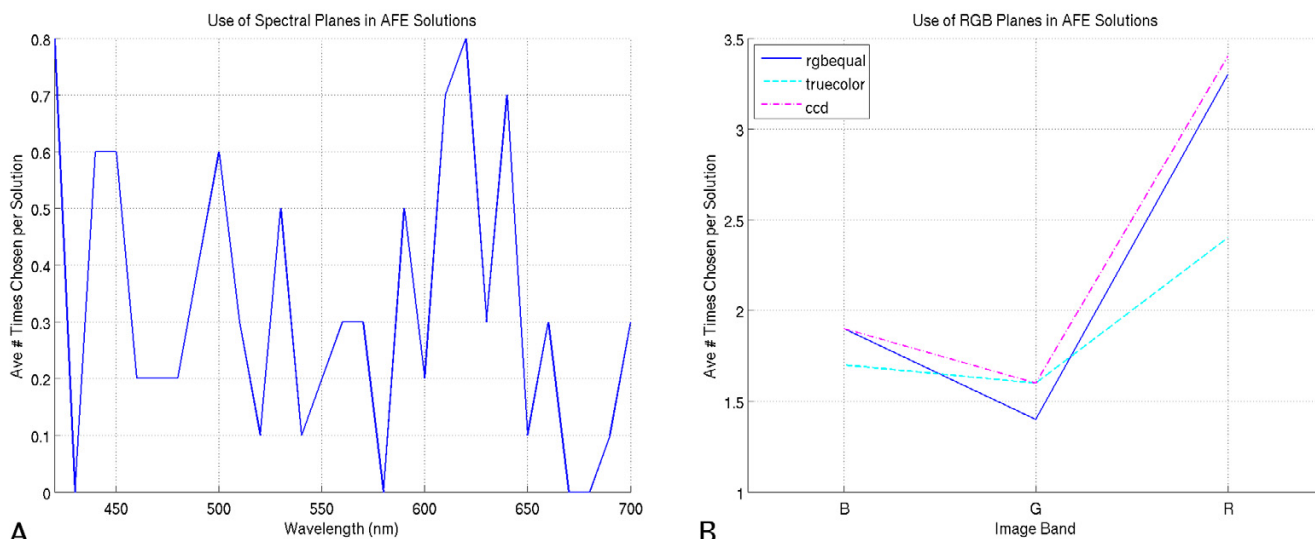 Use of Spectral Planes in AFE Solutions
Ave # Times Chosen per Solution
0.8
0.7
0.6
0.5
0.4
0.3
0.2
0.1
0
450
500
550
600
650
700
Wavelength (nm)
A
Use of RGB Planes in AFE Solutions
rgbequal
truecolor
ccd
Ave # Times Chosen per Solution
3.5
3
2.5
2
1.5
1
B
G
R
Image Band
B